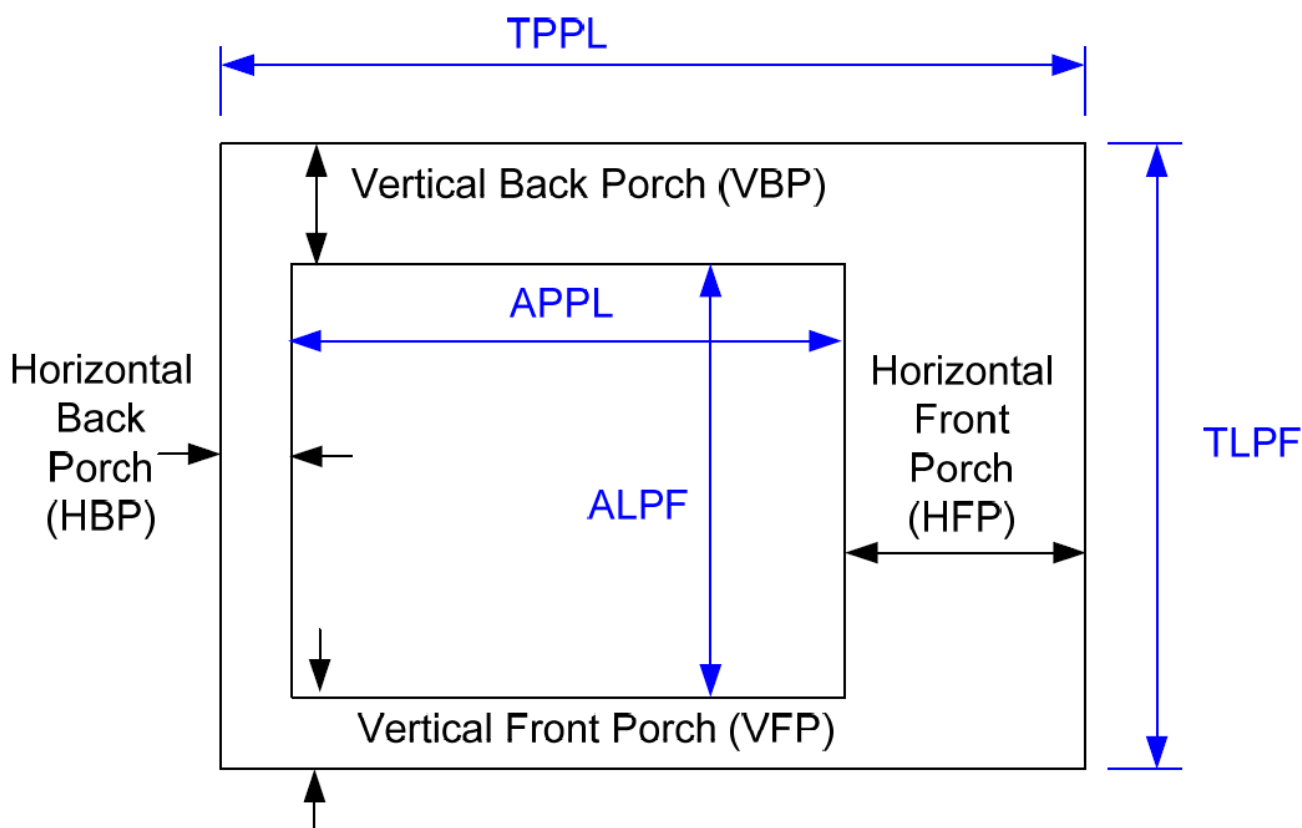 TPPL
Vertical Back Porch (VBP)
APPL
Horizontal
Back
Porch
(HBP)
Horizontal
Front
Porch
(HFP)
TLPF
ALPF
Vertical Front Porch (VFP)